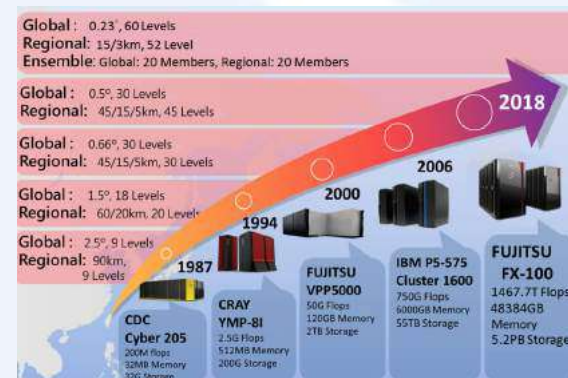 Global : 0.23°, 60 Levels
Regional: 15/3km, 52 Level
Ensemble: Global: 20 Members, Regional: 20 Members
Global : 0.5°, 30 Levels
Regional: 45/15/5km, 45 Levels
Global : 0.66°, 30 Levels
Regional: 45/15/5km, 30 Levels
Global : 1.5°, 18 Levels
Regional: 60/20km, 20 Levels
Global : 2.5°, 9 Levels
Regional: 90km,
9 Levels
1987
1994
2000
2006
2018
CDC
Cyber 205
200M flops
32MB Memory
32G Storage
CRAY
YMP-8I
2.5G Flops
512MB Memory
200G Storage
FUJITSU
VPP5000
50G Flops
120GB Memory
2TB Storage
IBM P5-575
Cluster 1600
750G Flops
6000GB Memory
55TB Storage
FUJITSU
FX-100
1467.7T Flops
48384GB
Memory
5.2PB Storage